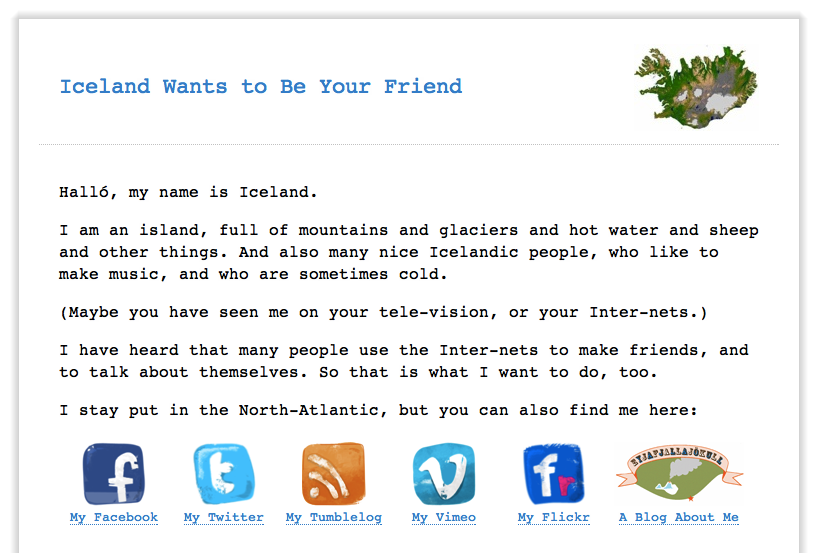 Iceland Wants to Be Your Friend
Halló, my name is Iceland.
I am an island, full of mountains and glaciers and hot water and sheep
and other things. And also many nice Icelandic people, who like to
make music, and who are sometimes cold.
(Maybe you have seen me on your tele-vision, or your Inter-nets.)
I have heard that many people use the Inter-nets to make friends, and
to talk about themselves. So that is what I want to do, too.
I stay put in the North-Atlantic, but you can also find me here:
EYJAFJALLAJÖKULL
My Facebook My Twitter My Tumblelog My Vimeo My Flickr A Blog About Me